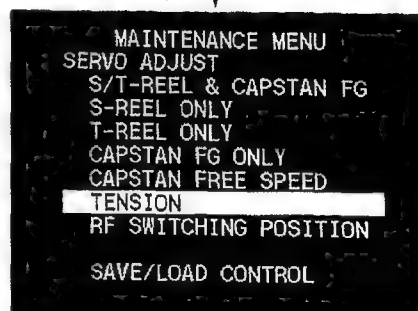 MAINTENANCE MENU
SERVO ADJUST
S/T-REEL & CAPSTAN FG
S-REEL ONLY
T-REEL ONLY
CAPSTAN FG ONLY
CAPSTAN FREE SPEED
TENSION
RF SWITCHING POSITION
SAVE/LOAD CONTROL